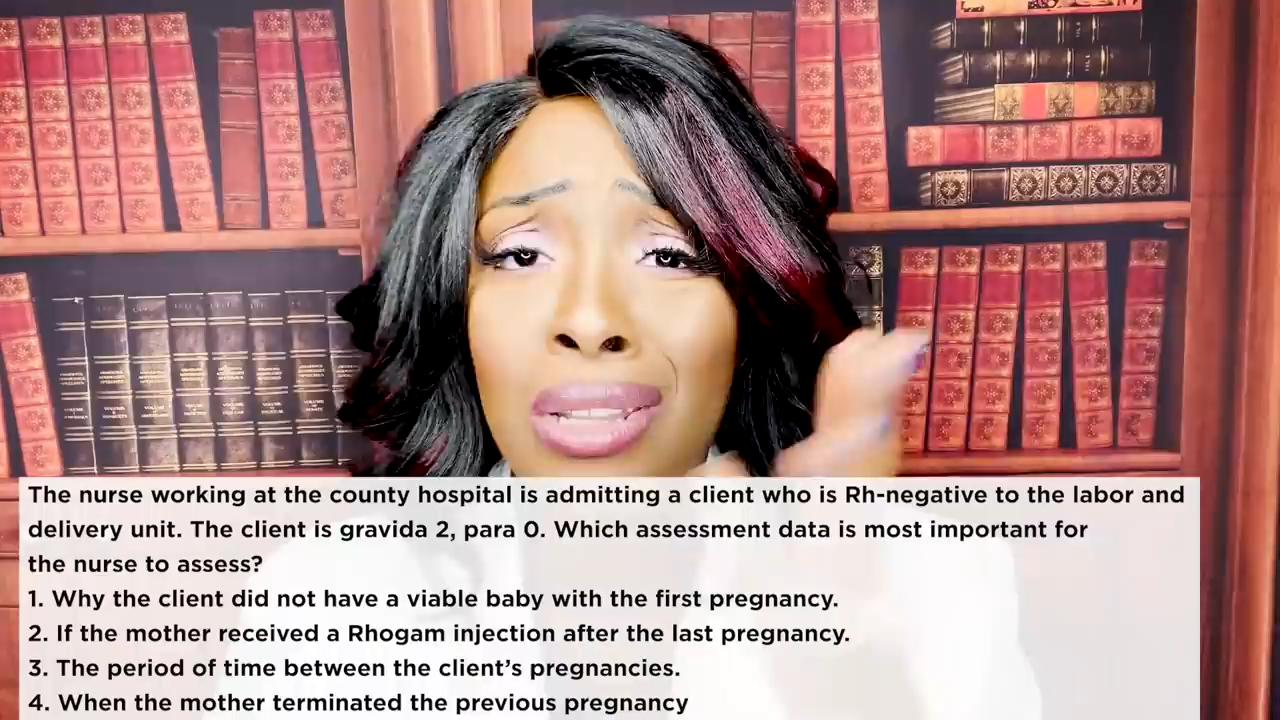 The nurse working at the county hospital is admitting a client who is Rh-negative to the labor and
delivery unit. The client is gravida 2, para 0. Which assessment data is most important for
the nurse to assess?
1. Why the client did not have a viable baby with the first pregnancy.
2. If the mother received a Rhogam injection after the last pregnancy.
3. The period of time between the client's pregnancies.
4. When the mother terminated the previous pregnancy